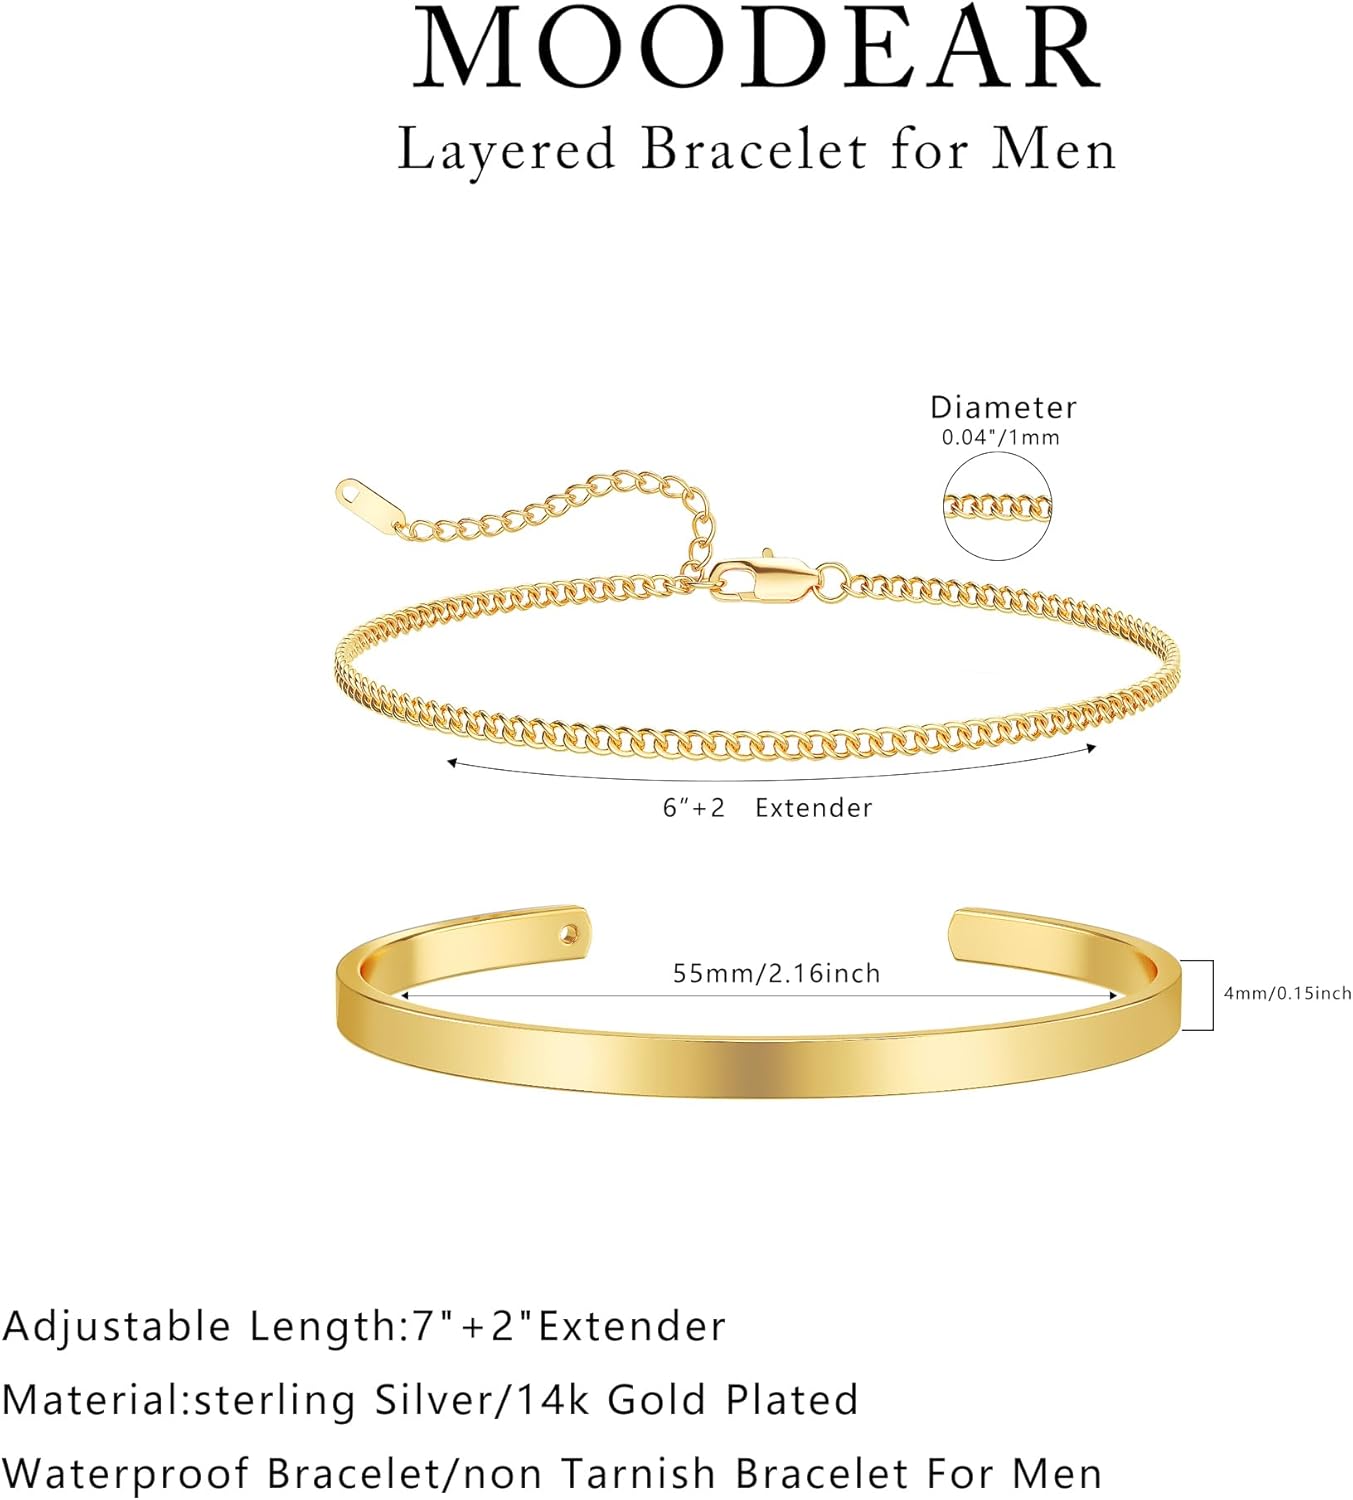 MOODEAR
Layered Bracelet for Men
Diameter
0.04"/1mm
6"+2 Extender
55mm/2.16inch
4mm/0.15inch
Adjustable Length:7"+2"Extender
Material:sterling Silver/14k Gold Plated
Waterproof Bracelet/non Tarnish Bracelet For Men